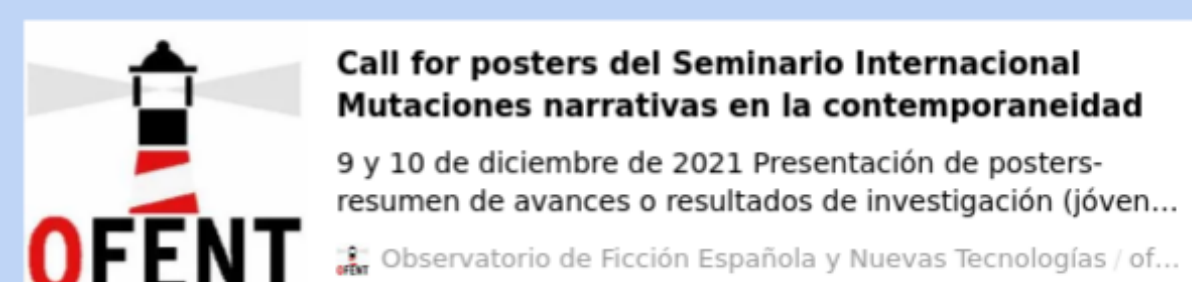 Call for posters del Seminario Internacional
Mutaciones narrativas en la contemporaneidad
9 y 10 de diciembre de 2021 Presentación de posters-
resumen de avances o resultados de investigación (jóven...
OFENT
OFENT Observatorio de Ficción Española y Nuevas Tecnologías / of...